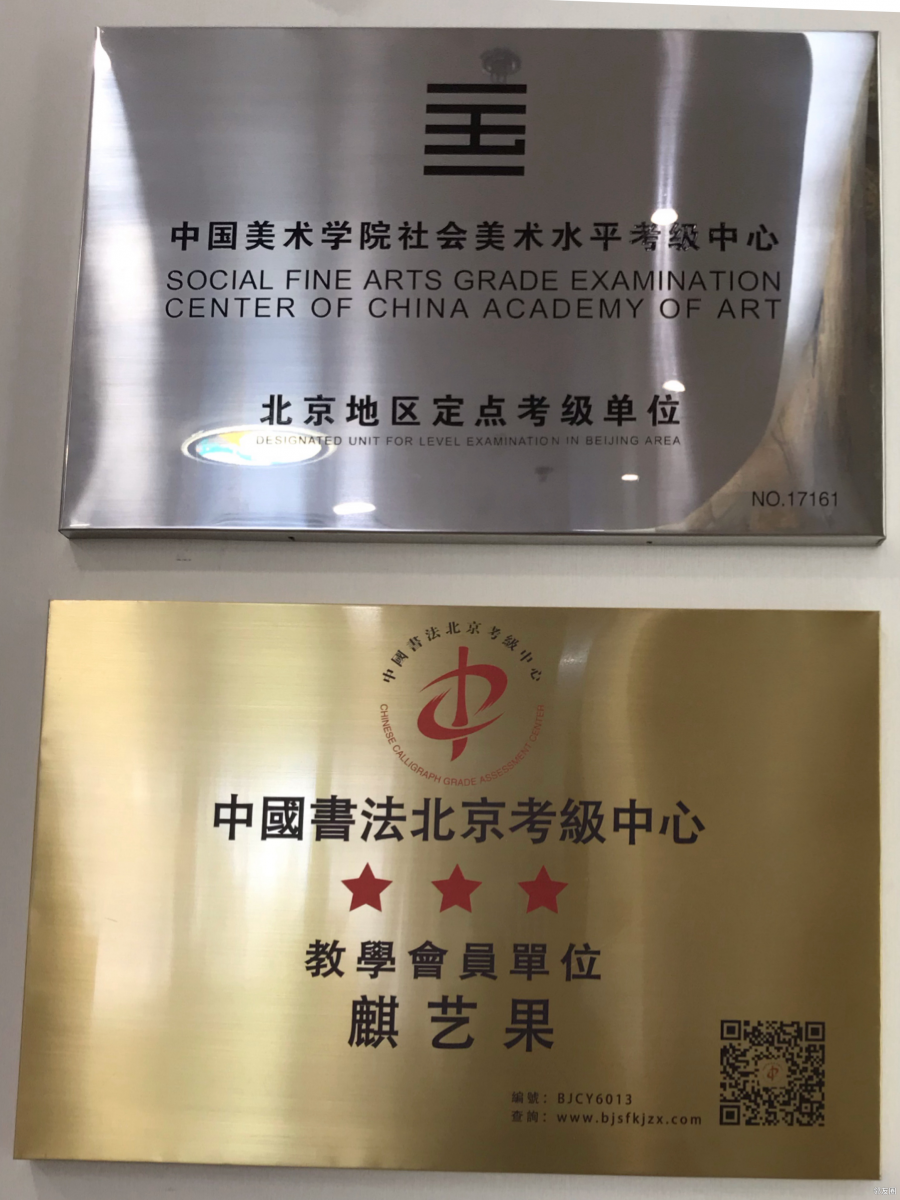 中国美术学院社会美术水平考级中心
SOCIAL FINE ARTS GRADE EXAMINATION
CENTER OF CHINA ACADEMY OF ART
北京地区定点考级单位
DESIGNATED UNIT FOR LEVEL EXAMINATION IN BEIJING AREA
NO.17161
中國書法北京考級中心
CHINESE CALLIGRAPH GRADE ASSESSMENT CENTER
中國書法北京考級中心
教學會員單位
麒艺果
編號：BJCY6013
查詢：www.bjsfkjzx.com